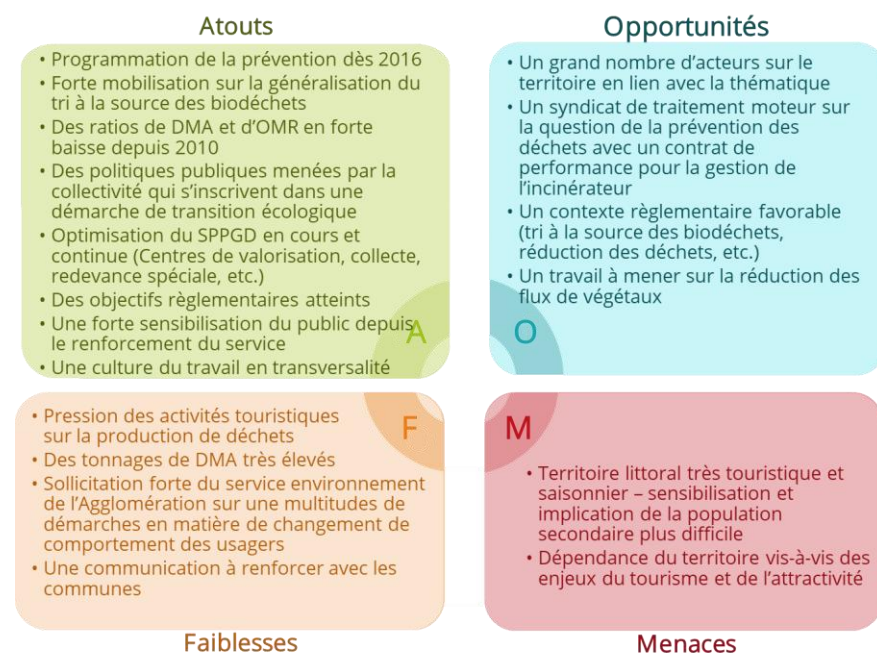 Atouts
• Programmation de la prévention dès 2016
• Forte mobilisation sur la généralisation du
tri à la source des biodéchets
• Des ratios de DMA et d'OMR en forte
baisse depuis 2010
• Des politiques publiques menées par la
collectivité qui s'inscrivent dans une
démarche de transition écologique
• Optimisation du SPPGD en cours et
continue (Centres de valorisation, collecte,
redevance spéciale, etc.)
• Des objectifs règlementaires atteints
• Une forte sensibilisation du public depuis
le renforcement du service
• Une culture du travail en transversalité
A
Opportunités
• Un grand nombre d'acteurs sur le
territoire en lien avec la thématique
• Un syndicat de traitement moteur sur
la question de la prévention des
déchets avec un contrat de
performance pour la gestion de
l'incinérateur
• Un contexte règlementaire favorable
(tri à la source des biodéchets,
réduction des déchets, etc.)
• Un travail à mener sur la réduction des
flux de végétaux
O
• Pression des activités touristiques
sur la production de déchets
• Des tonnages de DMA très élevés
• Sollicitation forte du service environnement
de l'Agglomération sur une multitudes de
démarches en matière de changement de
comportement des usagers
• Une communication à renforcer avec les
communes
F
Faiblesses
M
• Territoire littoral très touristique et
saisonnier – sensibilisation et
implication de la population
secondaire plus difficile
• Dépendance du territoire vis-à-vis des
enjeux du tourisme et de l'attractivité
Menaces